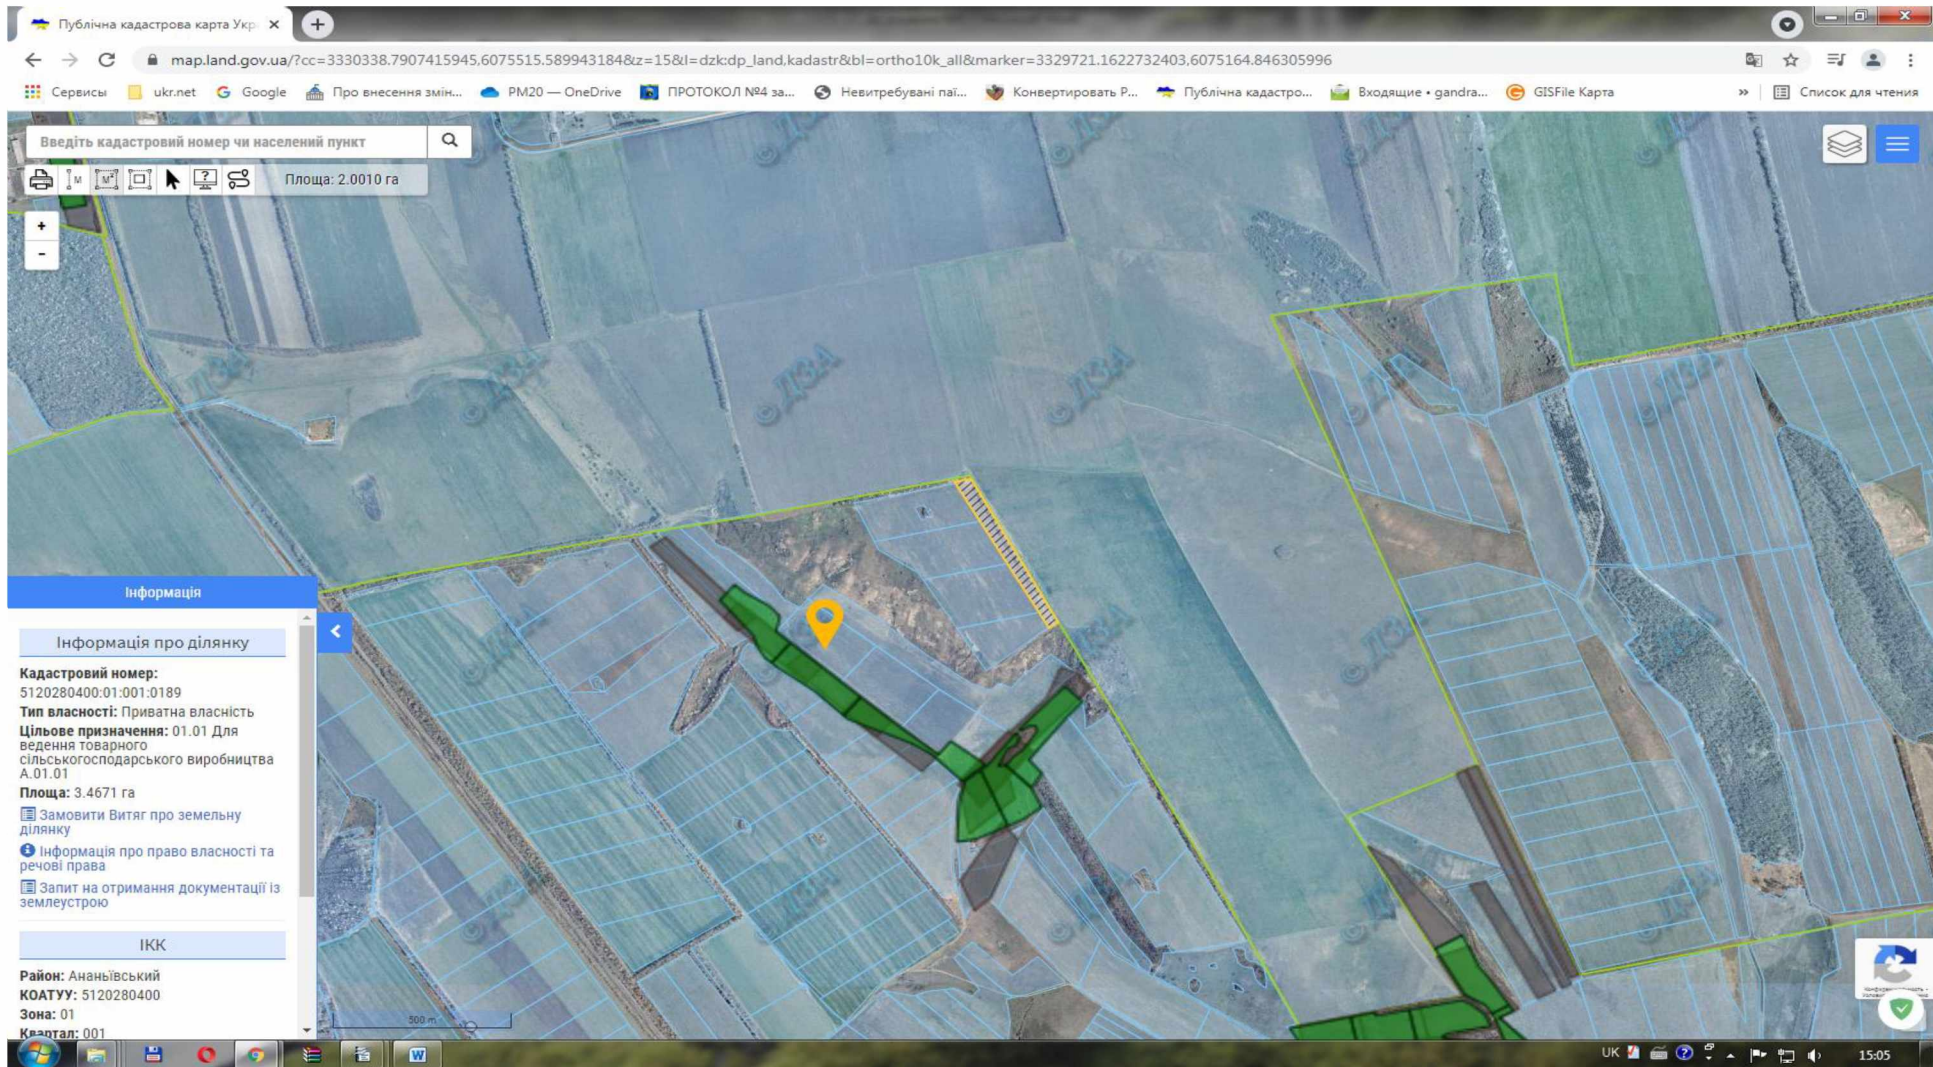 Публічна кадастрова карта Укр
map.land.gov.ua/?cc=3330338.7907415945,6075515.589943184&z=15&l=dzk:dp_land,kadastr&bl=ortho10k_all&marker=3329721.1622732403,6075164.846305996
Сервисы ukr.net Google Про внесення змін... PM20 — OneDrive ПРОТОКОЛ №4 за... Невитребувані паї... Конвертировать P... Публічна кадастро... Входящие • gandra... GISFile Карта » Список для чтения
Введіть кадастровий номер чи населений пункт
M M² ? Площа: 2.0010 га
+
-
© ДЗА
Інформація
Інформація про ділянку
Кадастровий номер:
5120280400:01:001:0189
Тип власності: Приватна власність
Цільове призначення: 01.01 Для
ведення товарного
сільськогосподарського виробництва
А.01.01
Площа: 3.4671 га
Замовити Витяг про земельну
ділянку
Інформація про право власності та
речові права
Запит на отримання документації із
землеустрою
ІКК
Район: Ананьївський
КОАТУУ: 5120280400
Зона: 01
Квартал: 001
500 m
UK 15:05